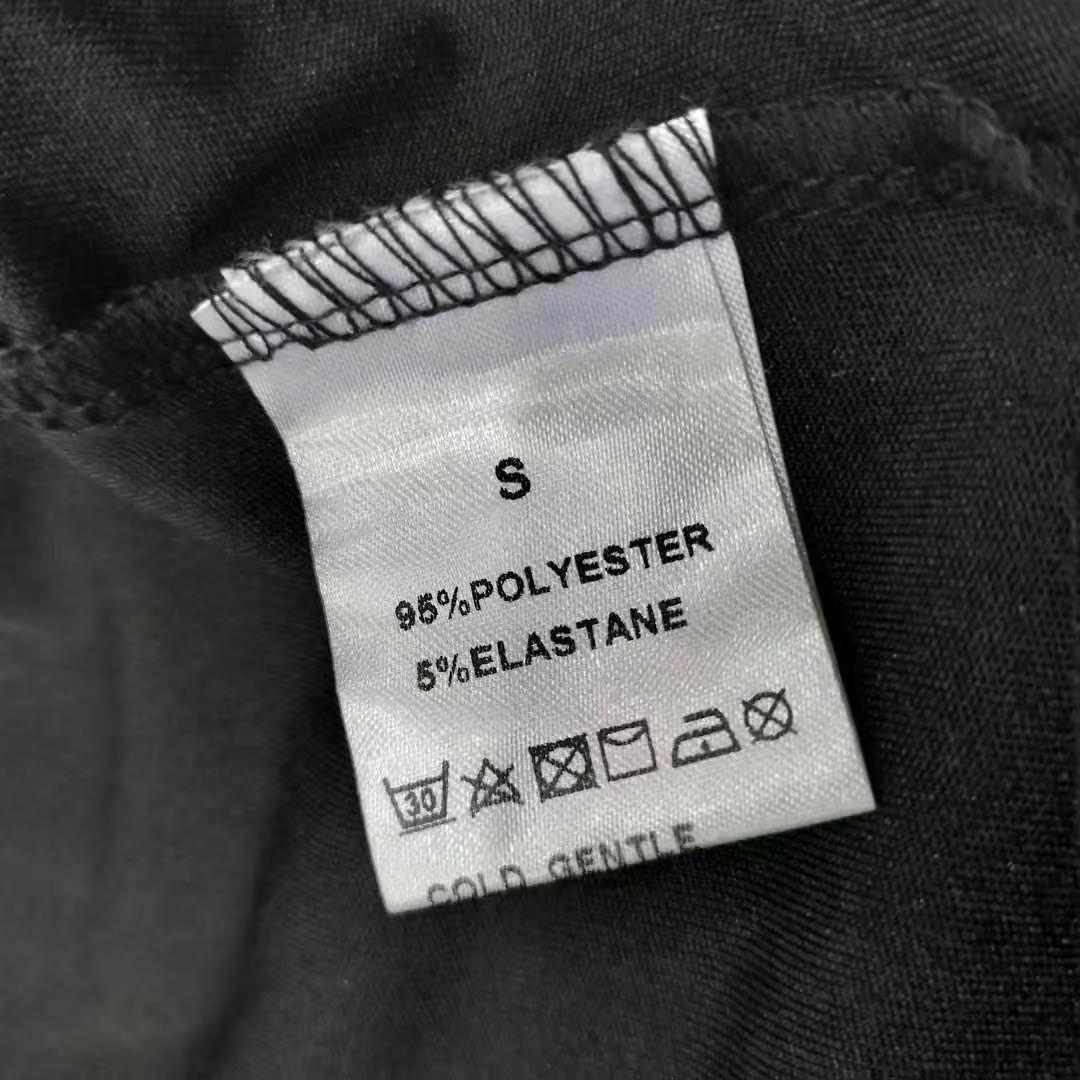 S
95%POLYESTER
5%ELASTANE
30
COLD GENTLE